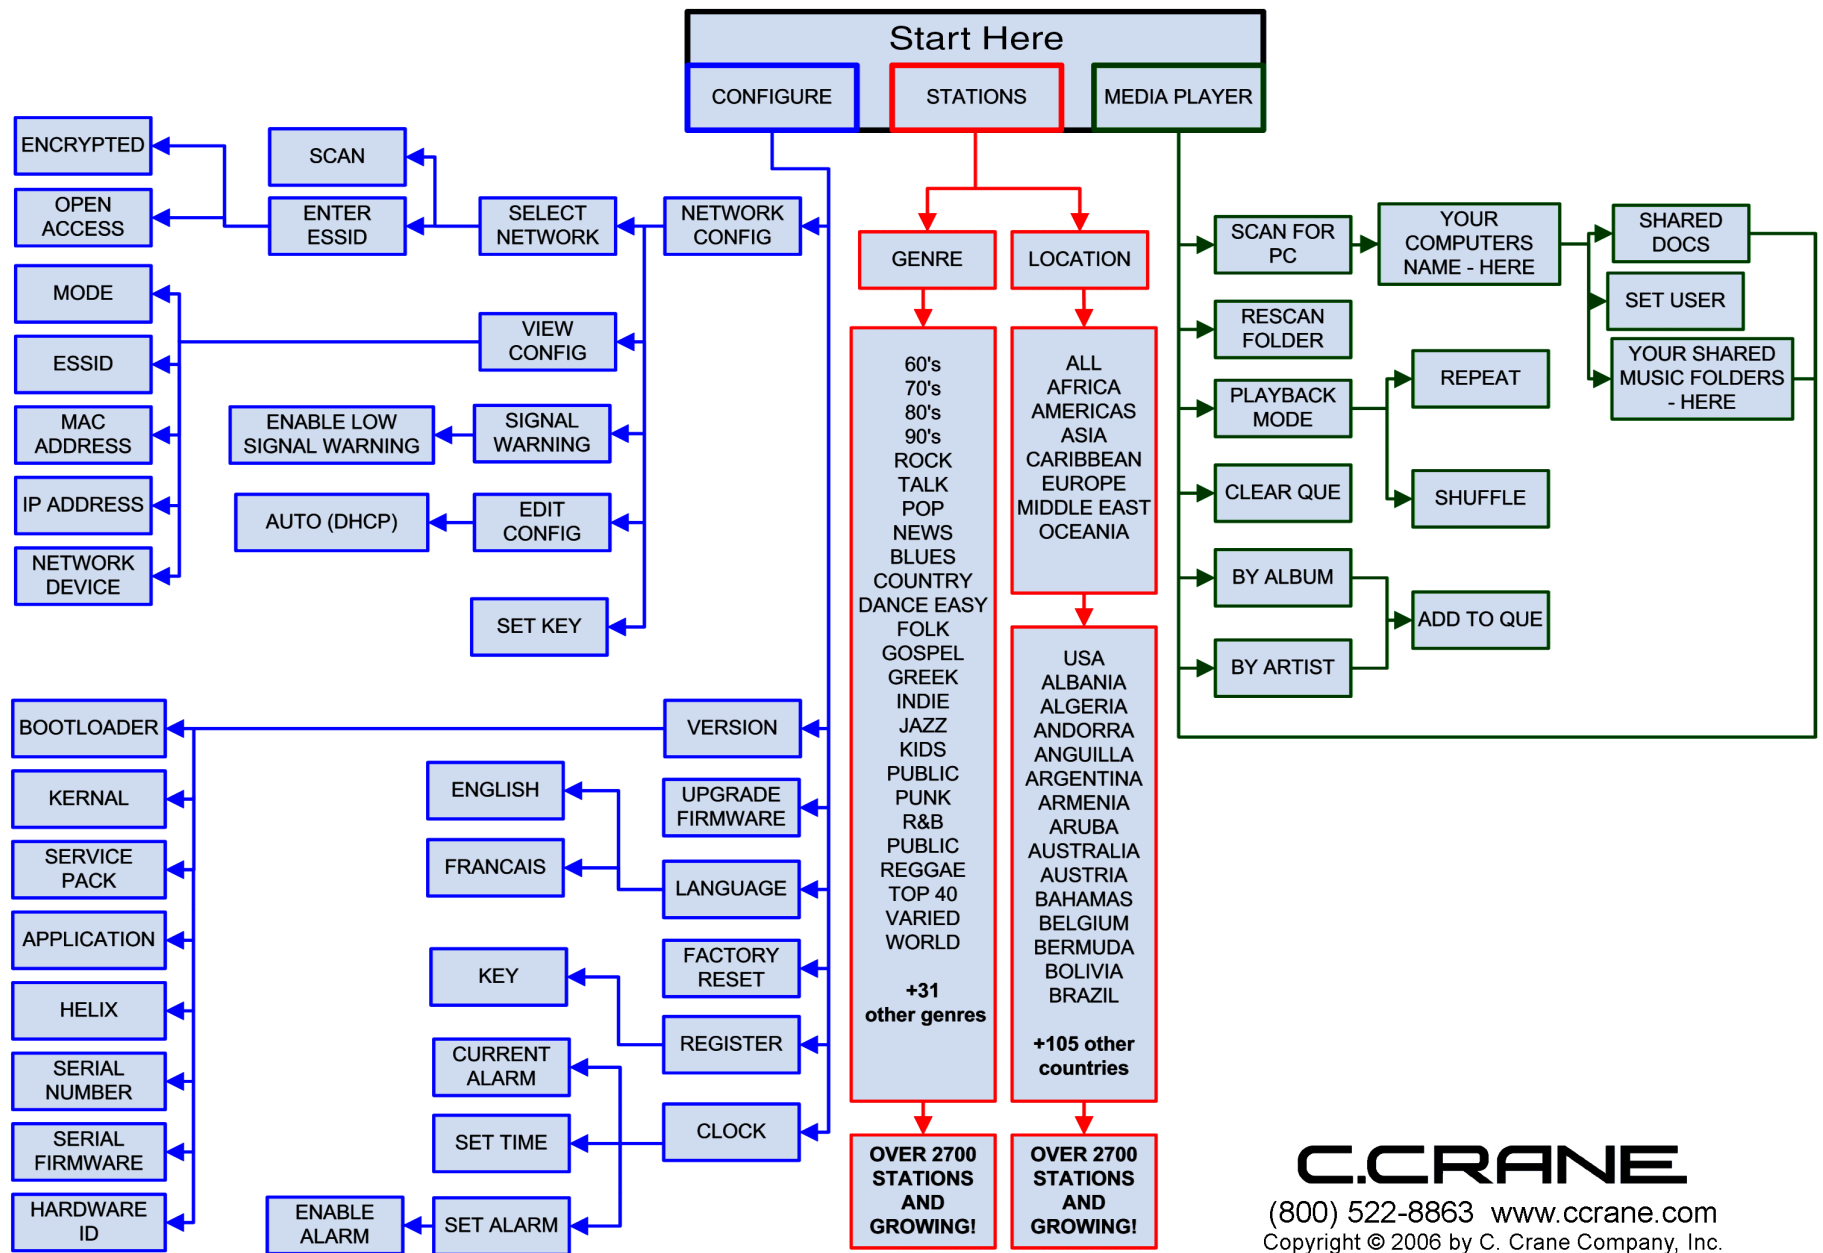 Start Here
CONFIGURE
STATIONS
MEDIA PLAYER
ENCRYPTED
OPEN
ACCESS
SCAN
ENTER
ESSID
SELECT
NETWORK
NETWORK
CONFIG
MODE
ESSID
MAC
ADDRESS
IP ADDRESS
NETWORK
DEVICE
VIEW
CONFIG
ENABLE LOW
SIGNAL WARNING
SIGNAL
WARNING
AUTO (DHCP)
EDIT
CONFIG
SET KEY
BOOTLOADER
KERNAL
SERVICE
PACK
APPLICATION
HELIX
SERIAL
NUMBER
SERIAL
FIRMWARE
HARDWARE
ID
VERSION
UPGRADE
FIRMWARE
ENGLISH
FRANCAIS
LANGUAGE
FACTORY
RESET
KEY
REGISTER
CURRENT
ALARM
SET TIME
CLOCK
ENABLE
ALARM
SET ALARM
GENRE
60's
70's
80's
90's
ROCK
TALK
POP
NEWS
BLUES
COUNTRY
DANCE EASY
FOLK
GOSPEL
GREEK
INDIE
JAZZ
KIDS
PUBLIC
PUNK
R&B
PUBLIC
REGGAE
TOP 40
VARIED
WORLD
+31
other genres
OVER 2700
STATIONS
AND
GROWING!
LOCATION
ALL
AFRICA
AMERICAS
ASIA
CARIBBEAN
EUROPE
MIDDLE EAST
OCEANIA
USA
ALBANIA
ALGERIA
ANDORRA
ANGUILLA
ARGENTINA
ARMENIA
ARUBA
AUSTRALIA
AUSTRIA
BAHAMAS
BELGIUM
BERMUDA
BOLIVIA
BRAZIL
+105 other
countries
OVER 2700
STATIONS
AND
GROWING!
SCAN FOR
PC
YOUR
COMPUTERS
NAME - HERE
SHARED
DOCS
SET USER
YOUR SHARED
MUSIC FOLDERS
- HERE
RESCAN
FOLDER
PLAYBACK
MODE
REPEAT
SHUFFLE
CLEAR QUE
BY ALBUM
BY ARTIST
ADD TO QUE
C.CRANE
(800) 522-8863 www.ccrane.com
Copyright © 2006 by C. Crane Company, Inc.